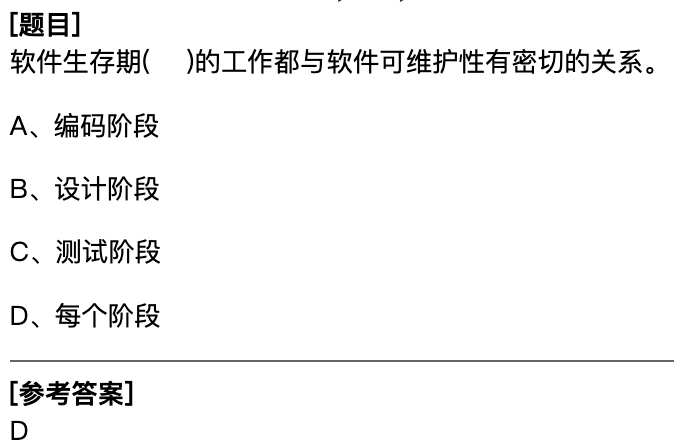 [题目]
软件生存期(    )的工作都与软件可维护性有密切的关系。
A、编码阶段
B、设计阶段
C、测试阶段
D、每个阶段
[参考答案]
D